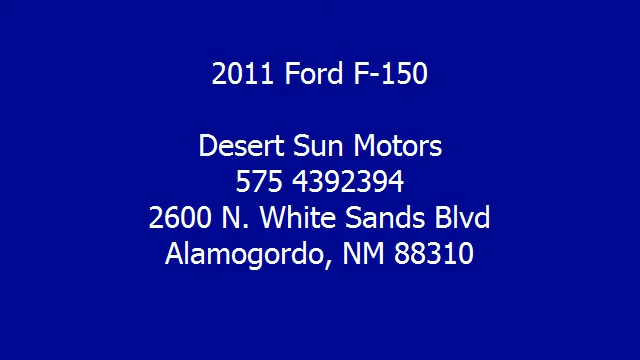 2011 Ford F-150
Desert Sun Motors
575 4392394
2600 N. White Sands Blvd
Alamogordo, NM 88310